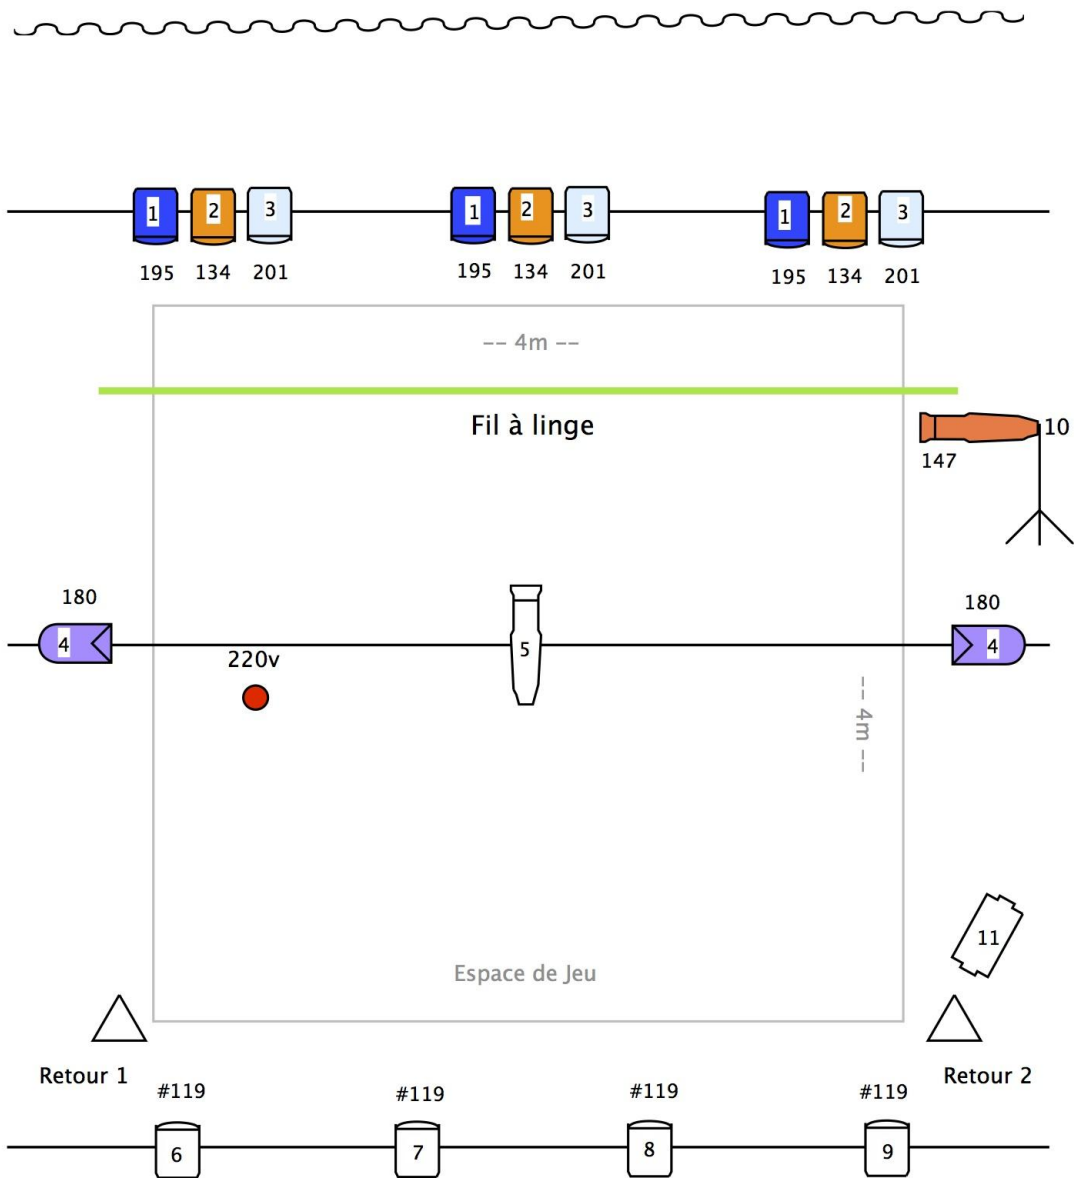 1 2 3 1 2 3 1 2 3
195 134 201 195 134 201 195 134 201
-- 4m --
Fil à linge
10
147
180 180
4 5 4
220v
-- 4m --
11
Espace de Jeu
Retour 1 Retour 2
#119 #119 #119 #119
6 7 8 9